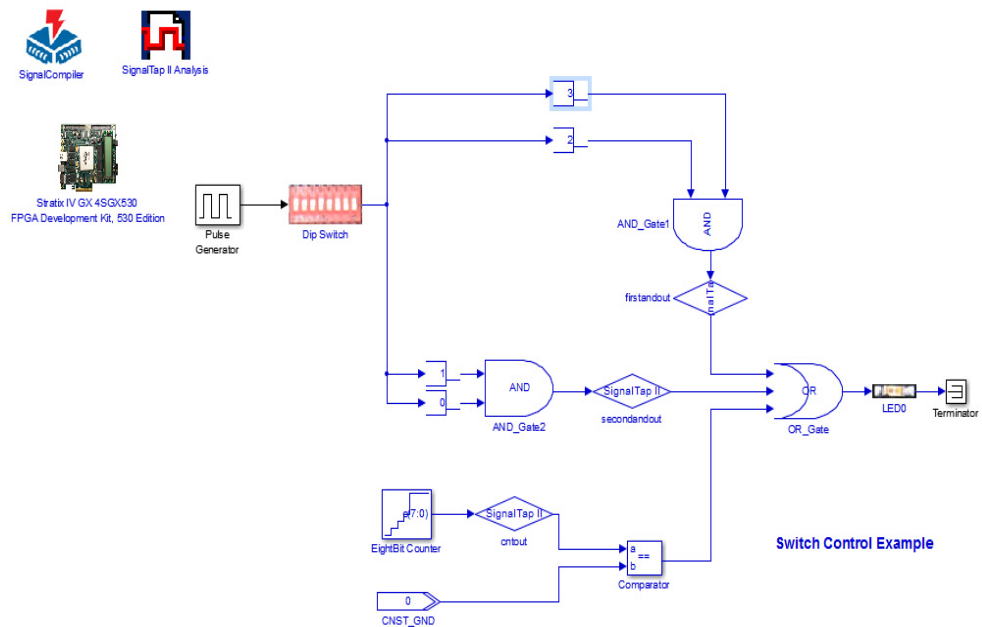 SignalCompiler
SignalTap II Analysis
Stratix IV GX 4SGX530
FPGA Development Kit, 530 Edition
Pulse
Generator
Dip Switch
3
2
AND
AND_Gate1
firstandout
nalTa
1
0
AND
AND_Gate2
SignalTap II
secondandout
OR
OR_Gate
LED0
Terminator
q(7:0)
EightBit Counter
SignalTap II
cntout
a
==
b
Comparator
0
CNST_GND
Switch Control Example